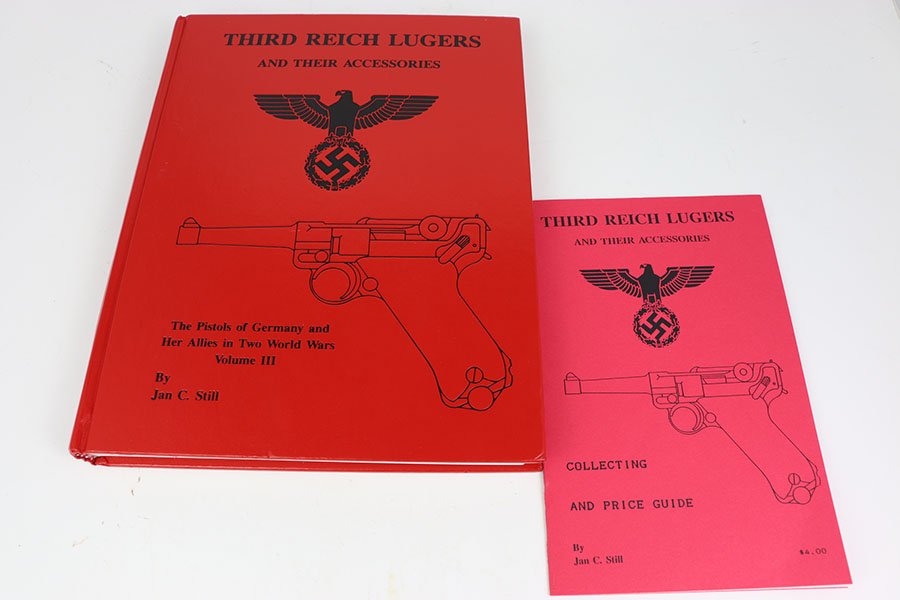 THIRD REICH LUGERS
AND THEIR ACCESSORIES
The Pistols of Germany and
Her Allies in Two World Wars
Volume III
By
Jan C. Still
THIRD REICH LUGERS
AND THEIR ACCESSORIES
COLLECTING
AND PRICE GUIDE
By
Jan C. Still
$4.00